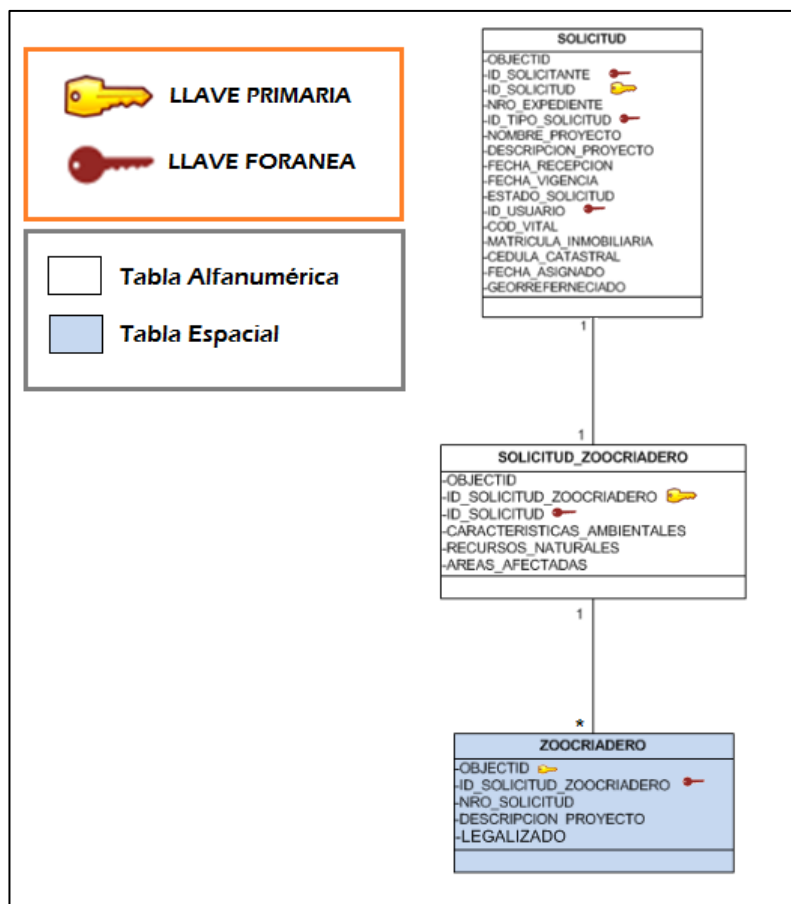 LLAVE PRIMARIA
LLAVE FORANEA
Tabla Alfanumérica
Tabla Espacial
SOLICITUD
-OBJECTID
-ID_SOLICITANTE
-ID_SOLICITUD
-NRO_EXPEDIENTE
-ID_TIPO_SOLICITUD
-NOMBRE_PROYECTO
-DESCRIPCION_PROYECTO
-FECHA_RECEPCION
-FECHA_VIGENCIA
-ESTADO_SOLICITUD
-ID_USUARIO
-COD_VITAL
-MATRICULA_INMOBILIARIA
-CEDULA_CATASTRAL
-FECHA_ASIGNADO
-GEORREFERNECIADO
1
1
SOLICITUD_ZOOCRIADERO
-OBJECTID
-ID_SOLICITUD_ZOOCRIADERO
-ID_SOLICITUD
-CARACTERISTICAS_AMBIENTALES
-RECURSOS_NATURALES
-AREAS_AFECTADAS
1
*
ZOOCRIADERO
-OBJECTID
-ID_SOLICITUD_ZOOCRIADERO
-NRO_SOLICITUD
-DESCRIPCION_PROYECTO
-LEGALIZADO